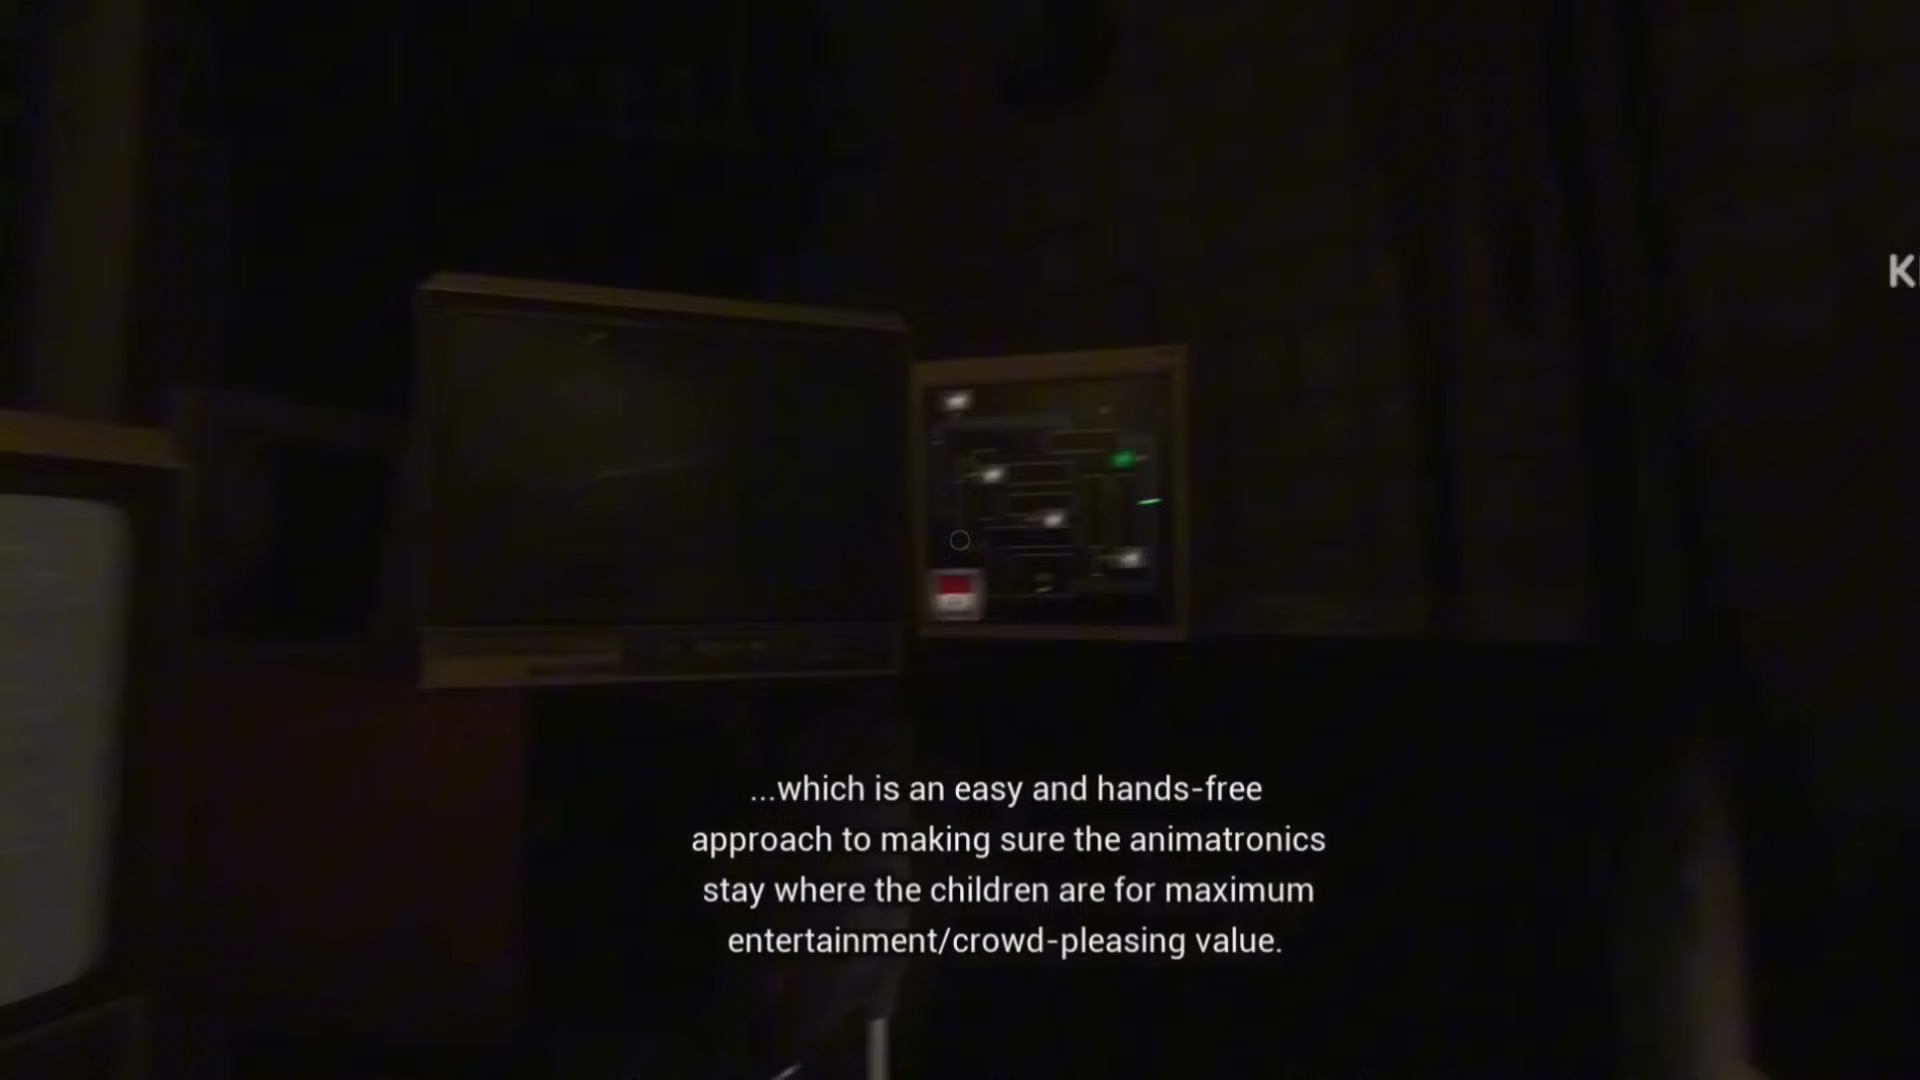 ...which is an easy and hands-free
approach to making sure the animatronics
stay where the children are for maximum
entertainment/crowd-pleasing value.